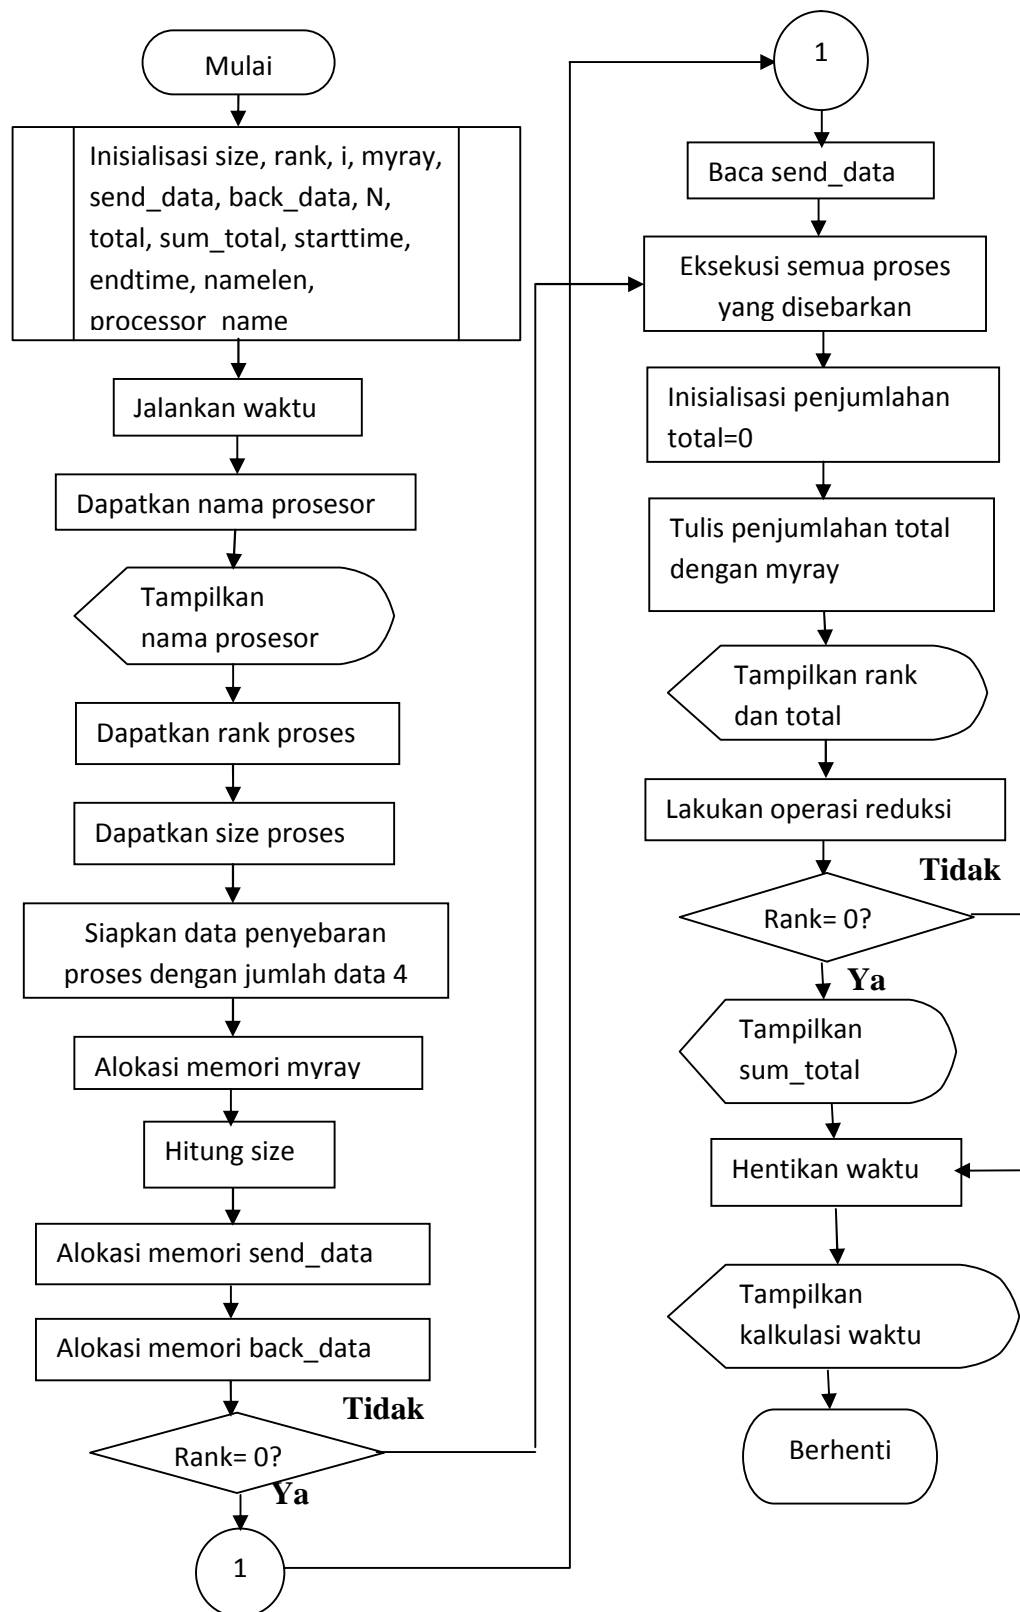 Mulai
Inisialisasi size, rank, i, myray,
send_data, back_data, N,
total, sum_total, starttime,
endtime, namelen,
processor_name
Jalankan waktu
Dapatkan nama prosesor
Tampilkan
nama prosesor
Dapatkan rank proses
Dapatkan size proses
Siapkan data penyebaran
proses dengan jumlah data 4
Alokasi memori myray
Hitung size
Alokasi memori send_data
Alokasi memori back_data
Tidak
Rank= 0?
Ya
1
1
Baca send_data
Eksekusi semua proses
yang disebarkan
Inisialisasi penjumlahan
total=0
Tulis penjumlahan total
dengan myray
Tampilkan rank
dan total
Lakukan operasi reduksi
Tidak
Rank= 0?
Ya
Tampilkan
sum_total
Hentikan waktu
Tampilkan
kalkulasi waktu
Berhenti